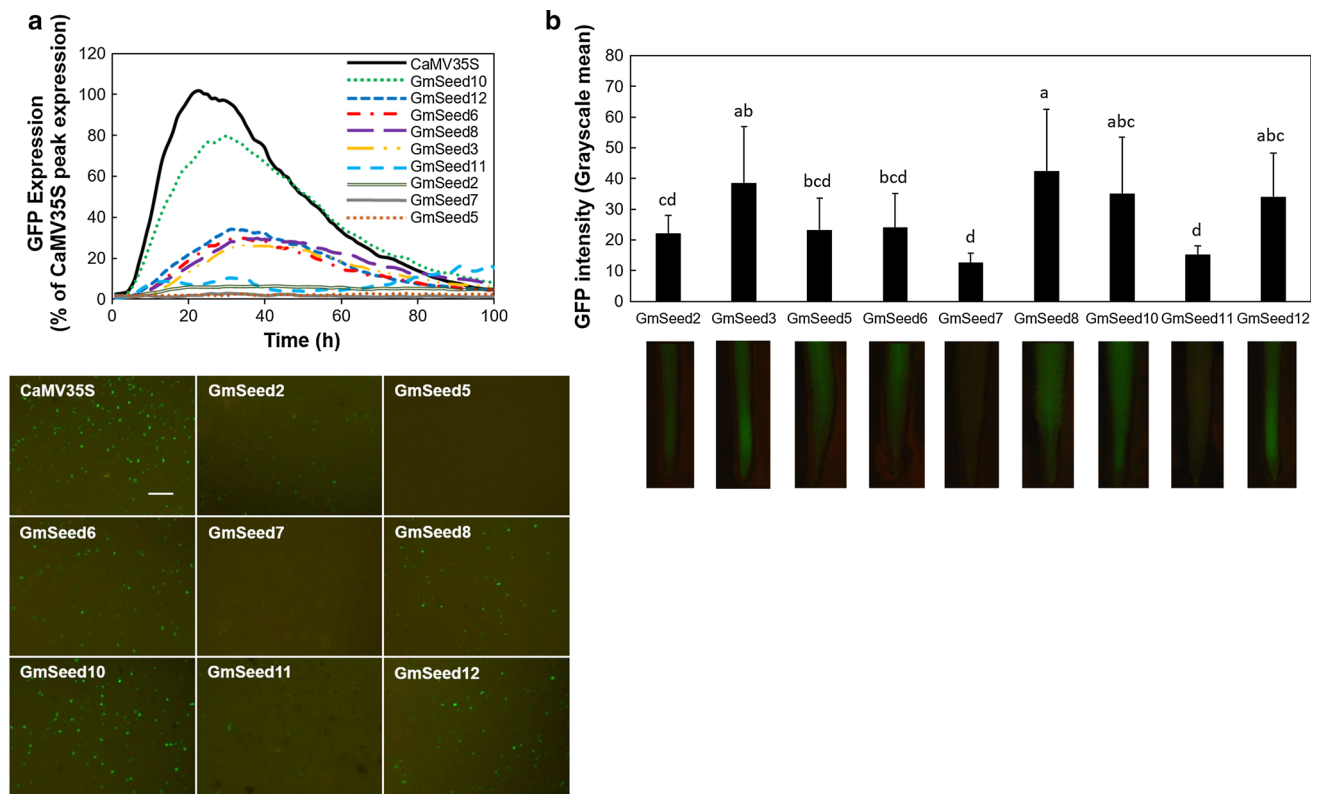 a
GFP Expression
(% of CaMV35S peak expression)
120
100
80
60
40
20
0
0
20
40
60
80
100
Time (h)
CaMV35S
GmSeed10
GmSeed12
GmSeed6
GmSeed8
GmSeed3
GmSeed11
GmSeed2
GmSeed7
GmSeed5
CaMV35S
GmSeed2
GmSeed5
GmSeed6
GmSeed7
GmSeed8
GmSeed10
GmSeed11
GmSeed12
b
GFP intensity (Grayscale mean)
80
70
60
50
40
30
20
10
0
cd
ab
bcd
bcd
d
a
abc
d
abc
GmSeed2
GmSeed3
GmSeed5
GmSeed6
GmSeed7
GmSeed8
GmSeed10
GmSeed11
GmSeed12